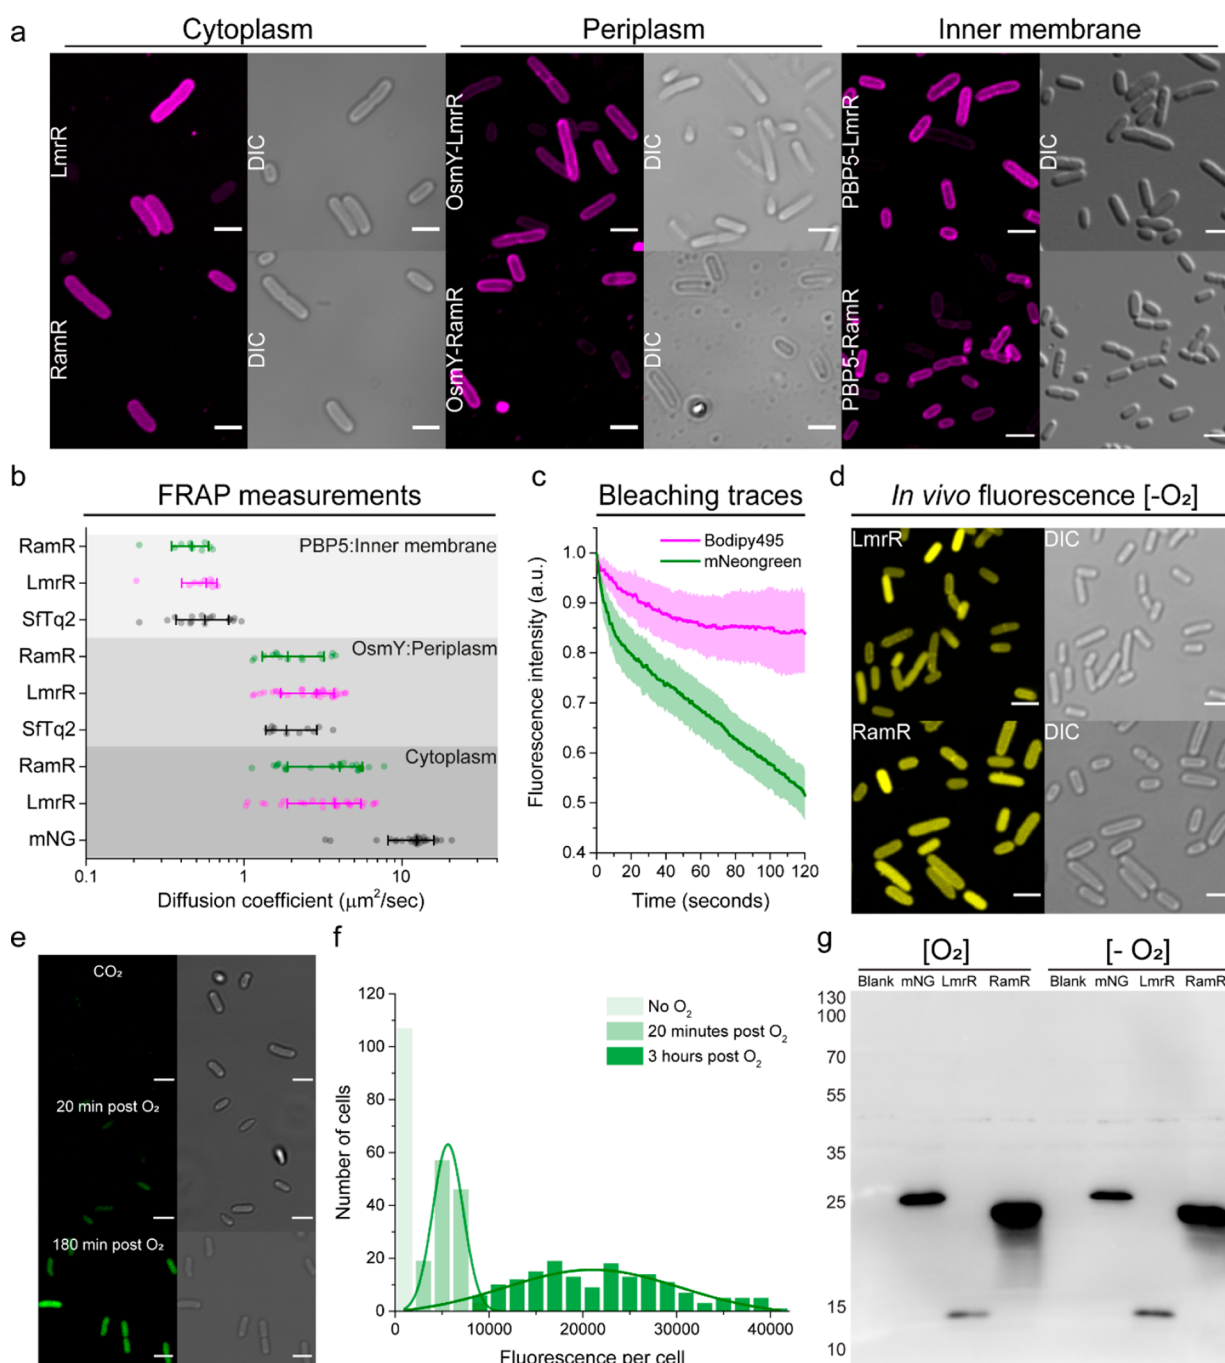 a
Cytoplasm
Periplasm
Inner membrane
LmrR
DIC
OsmY-LmrR
DIC
PBP5-LmrR
DIC
RamR
DIC
OsmY-RamR
DIC
PBP5-RamR
b
FRAP measurements
RamR
PBP5:Inner membrane
LmrR
SfTq2
RamR
OsmY:Periplasm
LmrR
SfTq2
RamR
Cytoplasm
LmrR
mNG
0.1
1
10
Diffusion coefficient (μm²/sec)
c
Bleaching traces
Bodipy495
mNeongreen
Fluorescence intensity (a.u.)
1.0
0.9
0.8
0.7
0.6
0.5
0.4
0 20 40 60 80 100 120
Time (seconds)
d
In vivo fluorescence [-O₂]
LmrR
DIC
RamR
DIC
e
CO₂
20 min post O₂
180 min post O₂
f
No O₂
20 minutes post O₂
3 hours post O₂
Number of cells
120
100
80
60
40
20
0
0 10000 20000 30000 40000
Fluorescence per cell
g
[O₂]
[- O₂]
Blank mNG LmrR RamR
Blank mNG LmrR RamR
130
100
70
55
35
25
15
10